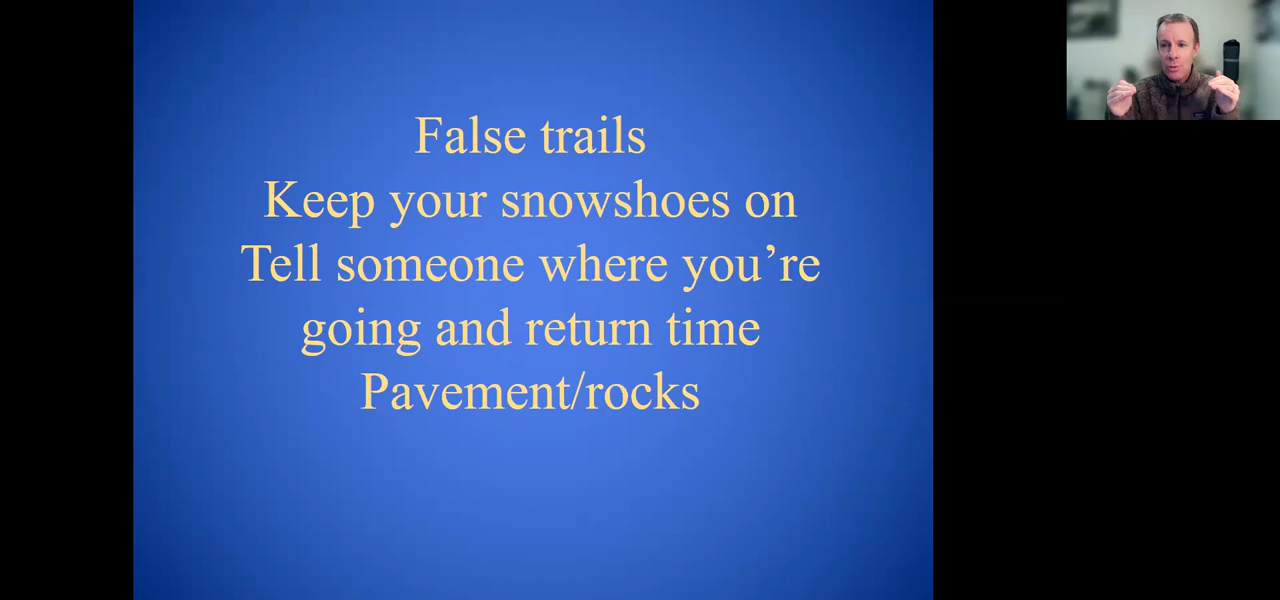 False trails
Keep your snowshoes on
Tell someone where you’re
going and return time
Pavement/rocks